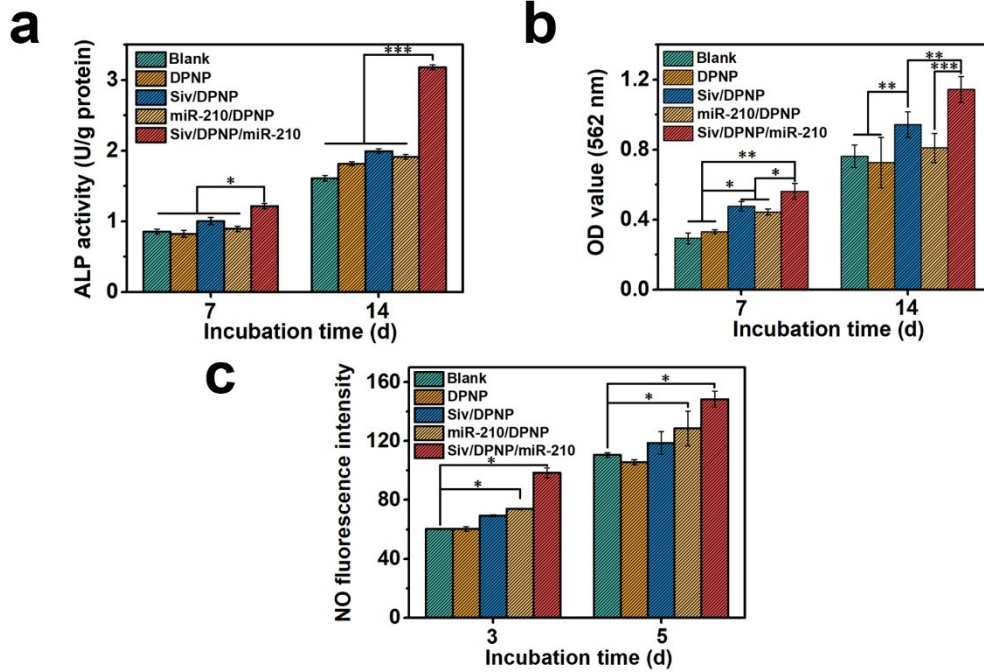 a
ALP activity (U/g protein)
Blank
DPNP
Siv/DPNP
miR-210/DPNP
Siv/DPNP/miR-210
***
*
3
2
1
0
7
14
Incubation time (d)
b
OD value (562 nm)
Blank
DPNP
Siv/DPNP
miR-210/DPNP
Siv/DPNP/miR-210
**
***
**
**
*
*
1.2
0.8
0.4
0.0
7
14
Incubation time (d)
c
NO fluorescence intensity
Blank
DPNP
Siv/DPNP
miR-210/DPNP
Siv/DPNP/miR-210
*
*
*
*
160
120
80
40
0
3
5
Incubation time (d)